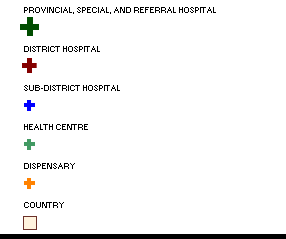 PROVINCIAL, SPECIAL, AND REFERRAL HOSPITAL
DISTRICT HOSPITAL
SUB-DISTRICT HOSPITAL
HEALTH CENTRE
DISPENSARY
COUNTRY